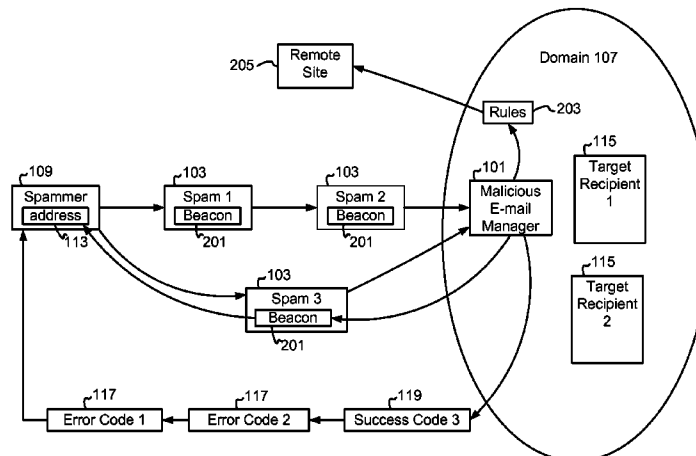 Domain 107
205
Remote
Site
Rules
203
109
Spammer
address
113
103
Spam 1
Beacon
201
103
Spam 2
Beacon
201
101
Malicious
E-mail
Manager
115
Target
Recipient
1
103
Spam 3
Beacon
201
115
Target
Recipient
2
117
Error Code 1
117
Error Code 2
119
Success Code 3